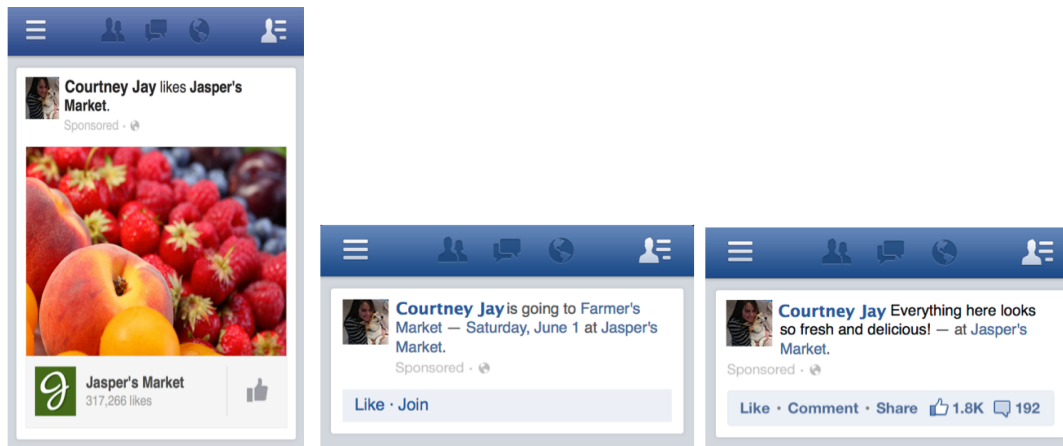 Courtney Jay likes Jasper's
Market.
Sponsored ·
Jasper's Market
317,266 likes
Courtney Jay is going to Farmer's
Market — Saturday, June 1 at Jasper's
Market.
Sponsored ·
Like · Join
Courtney Jay Everything here looks
so fresh and delicious! — at Jasper's
Market.
Sponsored ·
Like · Comment · Share 1.8K 192